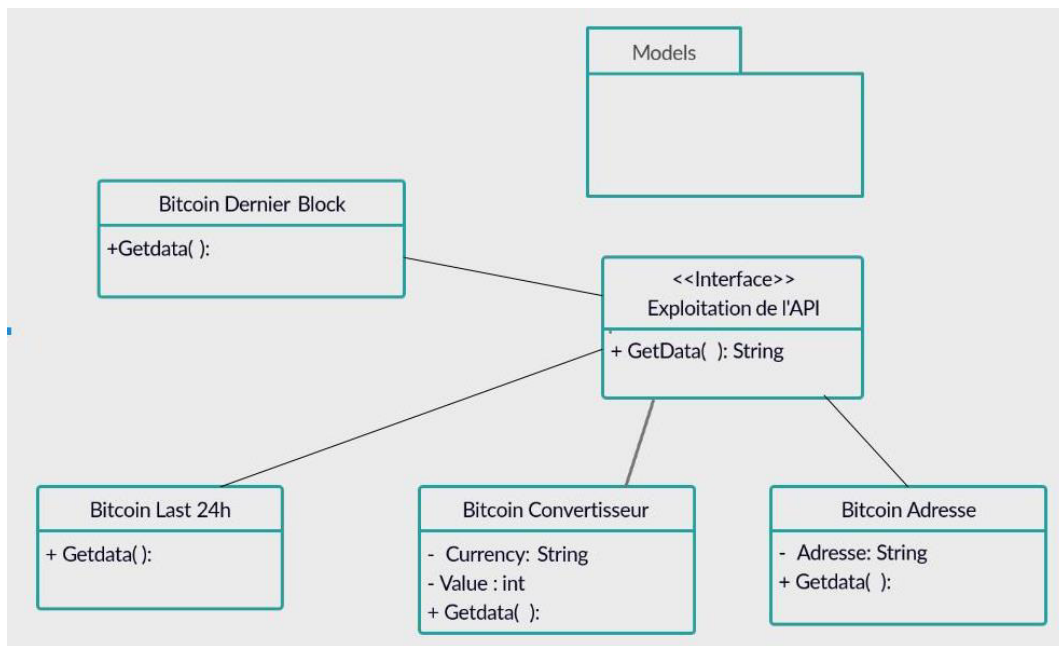 Models
Bitcoin Dernier Block
+Getdata( ):
<<Interface>>
Exploitation de l'API
+ GetData( ): String
Bitcoin Last 24h
+ Getdata( ):
Bitcoin Convertisseur
- Currency: String
- Value : int
+ Getdata( ):
Bitcoin Adresse
- Adresse: String
+ Getdata( ):